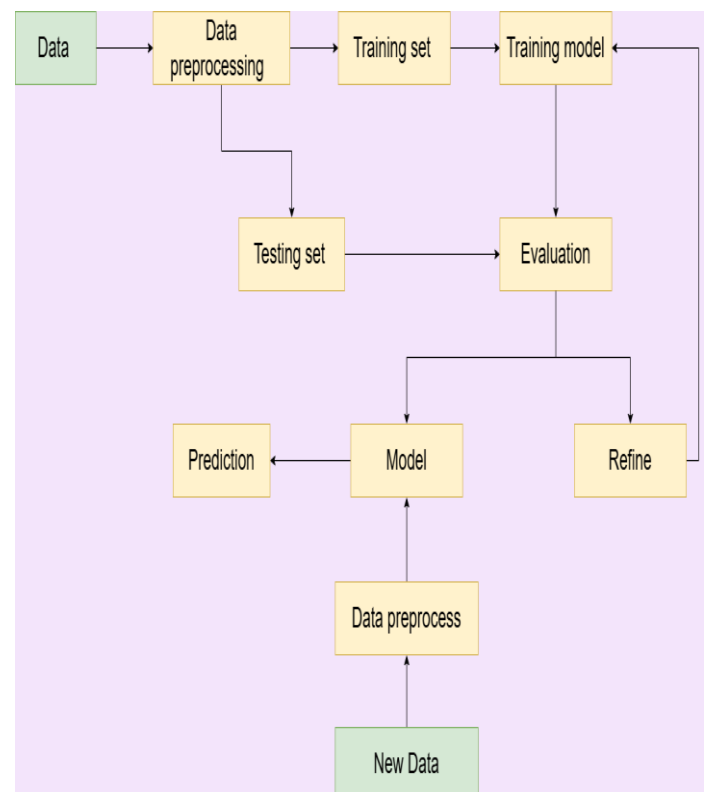 Data
Data
preprocessing
Training set
Training model
Testing set
Evaluation
Prediction
Model
Refine
Data preprocess
New Data